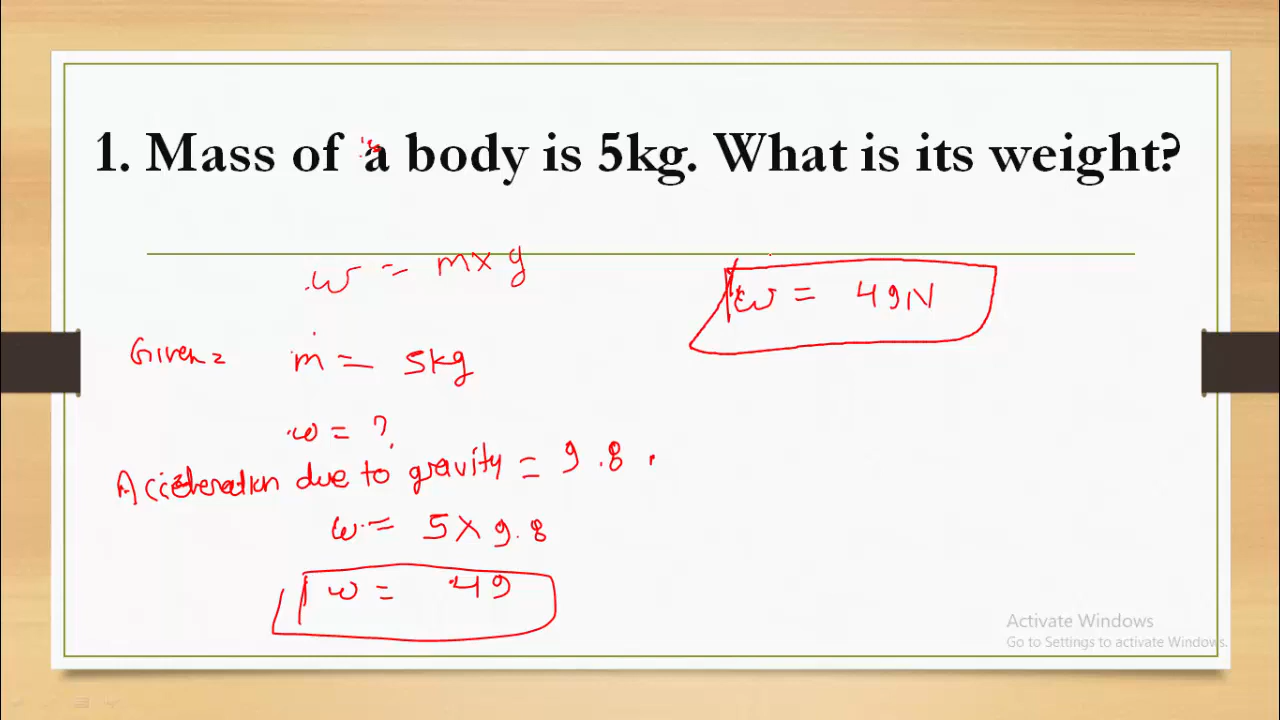 1. Mass of a body is 5kg. What is its weight?
w = m x g
w = 49N
Given =
m = 5kg
w = ?
Acceleration due to gravity = 9.8
w = 5 x 9.8
w = 49
Activate Windows
Go to Settings to activate Windows.